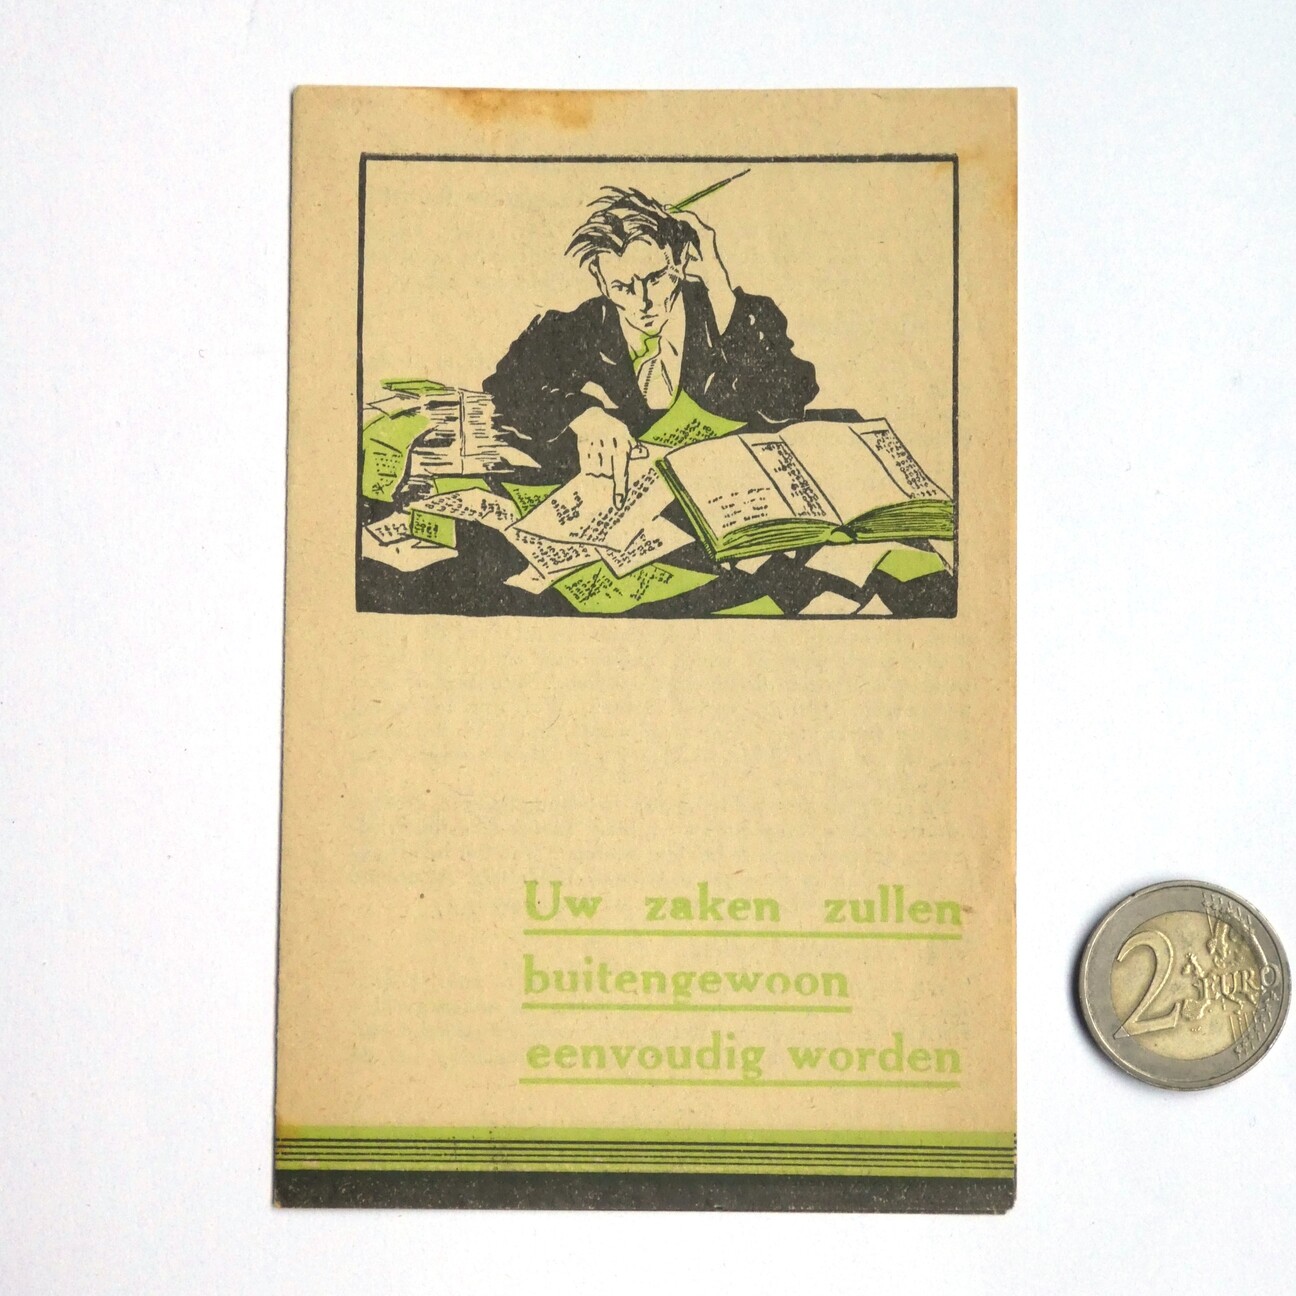 Uw zaken zullen
buitengewoon
eenvoudig worden
2 EURO